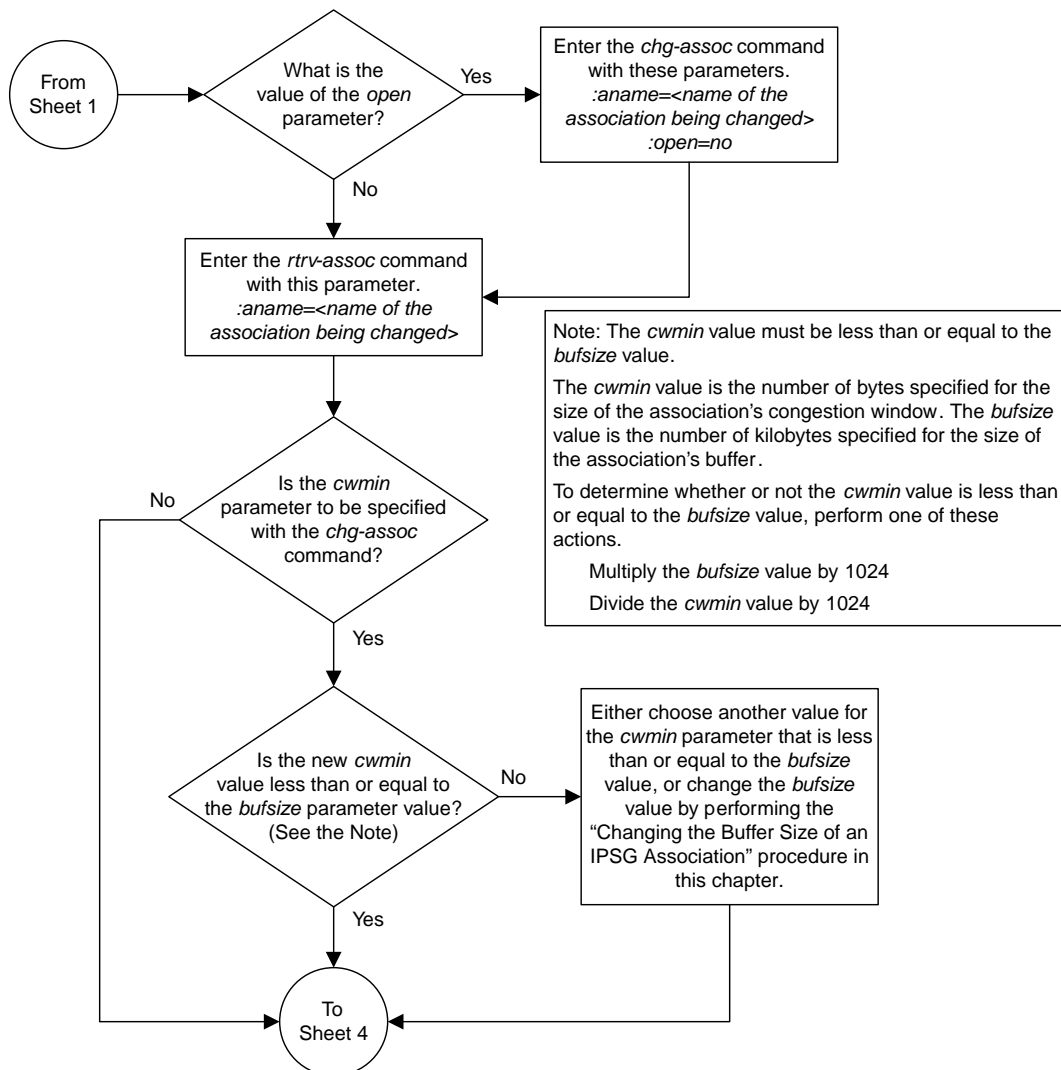 From
Sheet 1
What is the
value of the open
parameter?
Yes
Enter the chg-assoc command
with these parameters.
:aname=<name of the
association being changed>
:open=no
No
Enter the rtrv-assoc command
with this parameter.
:aname=<name of the
association being changed>
Note: The cwmin value must be less than or equal to the
bufsize value.
The cwmin value is the number of bytes specified for the
size of the association's congestion window. The bufsize
value is the number of kilobytes specified for the size of
the association's buffer.
To determine whether or not the cwmin value is less than
or equal to the bufsize value, perform one of these
actions.
Multiply the bufsize value by 1024
Divide the cwmin value by 1024
Is the cwmin
parameter to be specified
with the chg-assoc
command?
No
Yes
Is the new cwmin
value less than or equal to
the bufsize parameter value?
(See the Note)
No
Either choose another value for
the cwmin parameter that is less
than or equal to the bufsize
value, or change the bufsize
value by performing the
“Changing the Buffer Size of an
IPSG Association” procedure in
this chapter.
Yes
To
Sheet 4